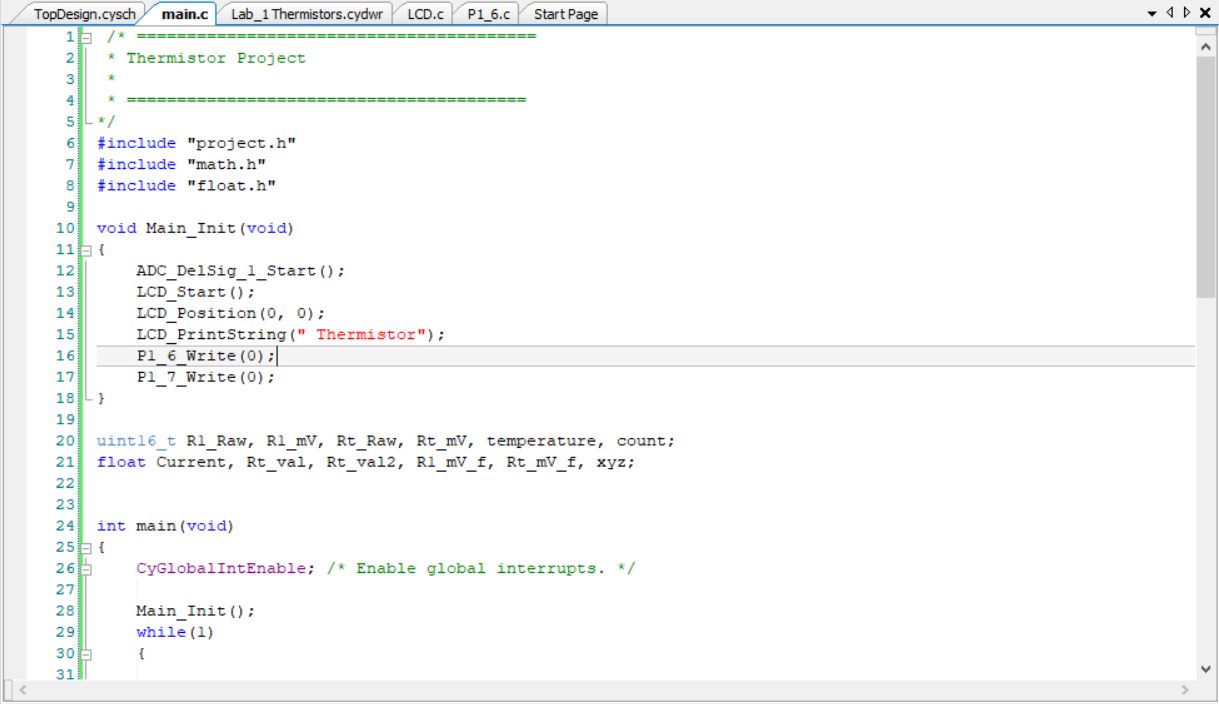 TopDesign.cysch main.c Lab_1 Thermistors.cydwr LCD.c P1_6.c Start Page
1 /* ========================================
2 * Thermistor Project
3 *
4 * ========================================
5 */
6 #include "project.h"
7 #include "math.h"
8 #include "float.h"
9
10 void Main_Init(void)
11 {
12 ADC_DelSig_1_Start();
13 LCD_Start();
14 LCD_Position(0, 0);
15 LCD_PrintString(" Thermistor");
16 P1_6_Write(0);
17 P1_7_Write(0);
18 }
19
20 uint16_t R1_Raw, R1_mV, Rt_Raw, Rt_mV, temperature, count;
21 float Current, Rt_val, Rt_val2, R1_mV_f, Rt_mV_f, xyz;
22
23
24 int main(void)
25 {
26 CyGlobalIntEnable; /* Enable global interrupts. */
27
28 Main_Init();
29 while(1)
30 {
31